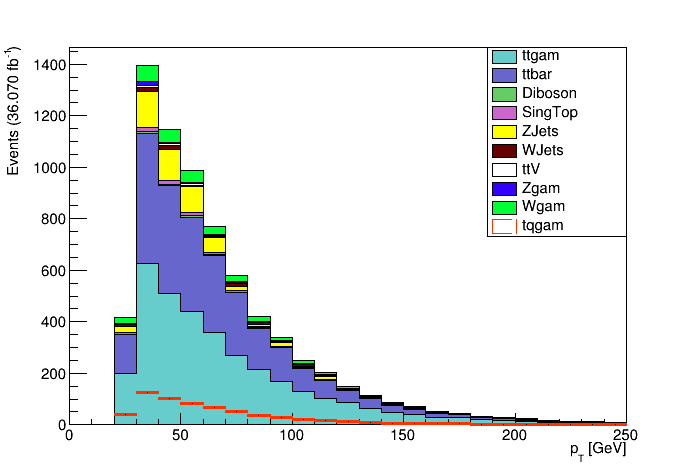 Events (36.070 fb⁻¹)
1400
1200
1000
800
600
400
200
0
0 50 100 150 200 250
p_T [GeV]
ttgam
ttbar
Diboson
SingTop
ZJets
WJets
ttV
Zgam
Wgam
tqgam